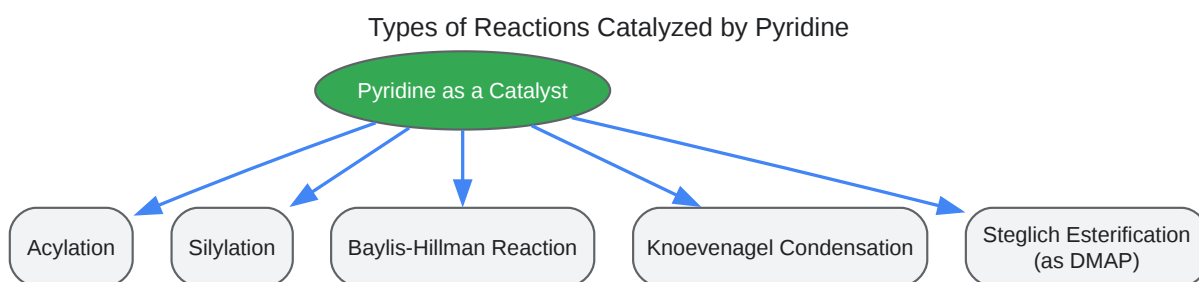 Types of Reactions Catalyzed by Pyridine
Pyridine as a Catalyst
Acylation
Silylation
Baylis-Hillman Reaction
Knoevenagel Condensation
Steglich Esterification
(as DMAP)